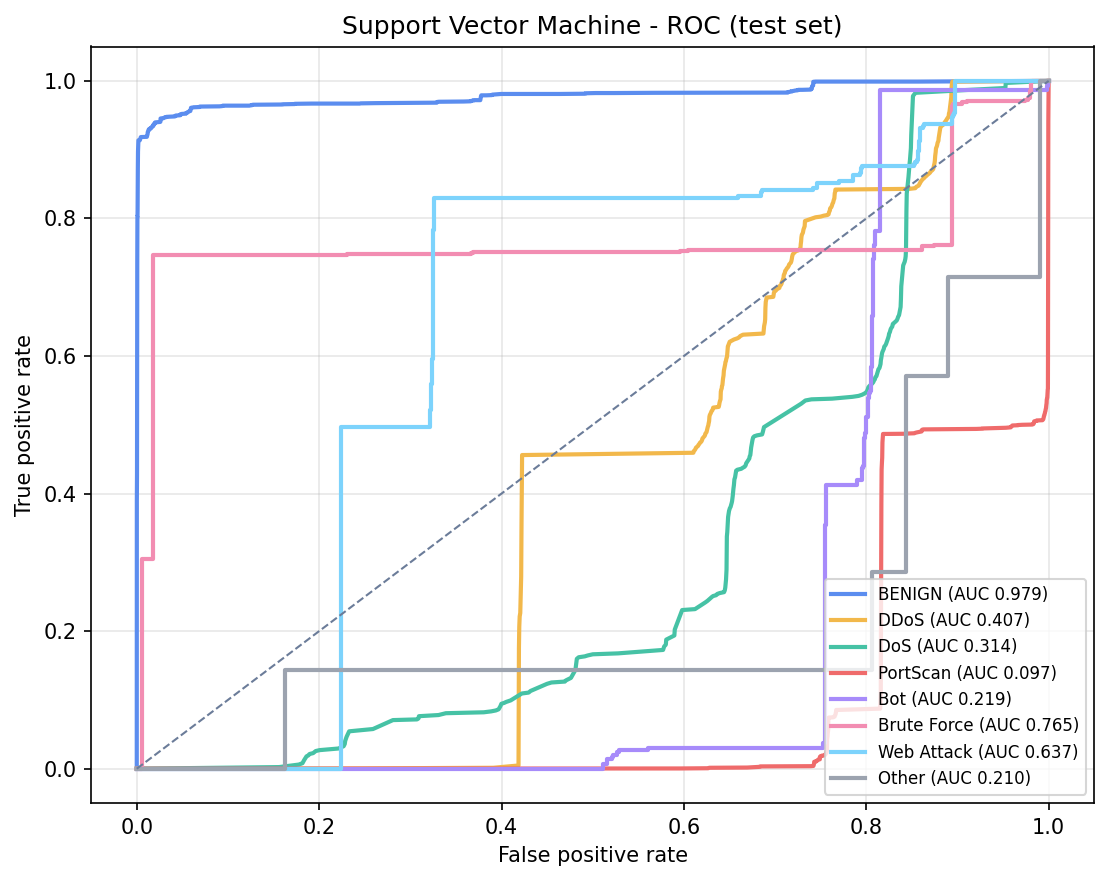 Support Vector Machine - ROC (test set)
True positive rate
1.0
0.8
0.6
0.4
0.2
0.0
BENIGN (AUC 0.979)
DDoS (AUC 0.407)
DoS (AUC 0.314)
PortScan (AUC 0.097)
Bot (AUC 0.219)
Brute Force (AUC 0.765)
Web Attack (AUC 0.637)
Other (AUC 0.210)
0.0 0.2 0.4 0.6 0.8 1.0
False positive rate